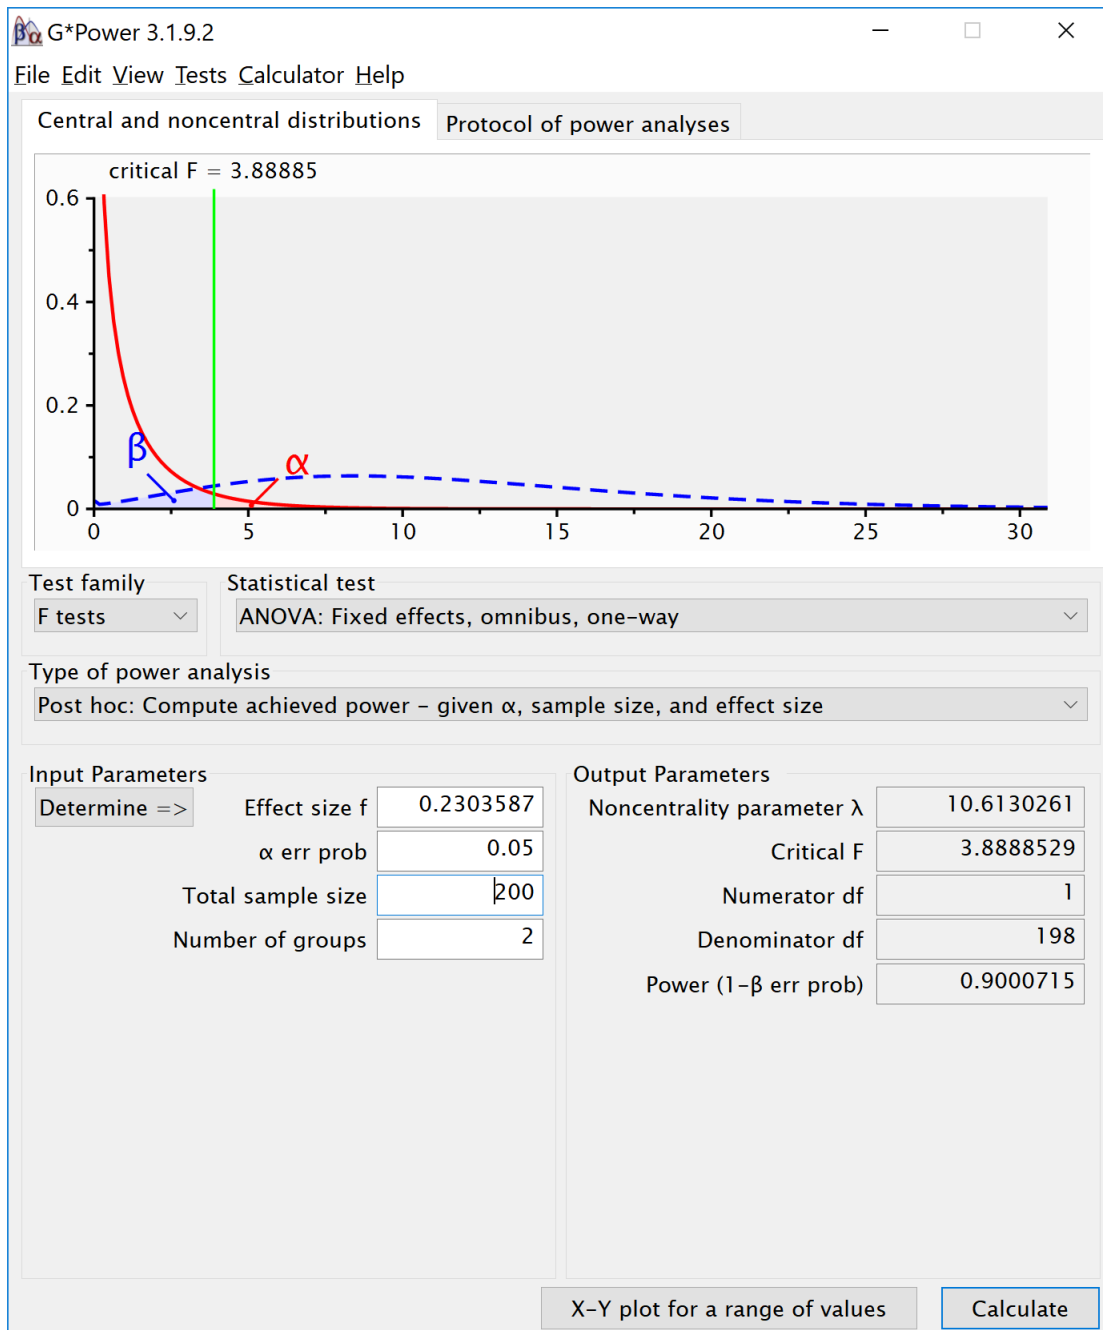 G*Power 3.1.9.2
File Edit View Tests Calculator Help
Central and noncentral distributions Protocol of power analyses
critical F = 3.88885
0.6
0.4
0.2
0
β
α
0 5 10 15 20 25 30
Test family Statistical test
F tests ANOVA: Fixed effects, omnibus, one-way
Type of power analysis
Post hoc: Compute achieved power - given α, sample size, and effect size
Input Parameters Output Parameters
Determine => Effect size f 0.2303587 Noncentrality parameter λ 10.6130261
α err prob 0.05 Critical F 3.8888529
Total sample size 200 Numerator df 1
Number of groups 2 Denominator df 198
Power (1-β err prob) 0.9000715
X-Y plot for a range of values Calculate